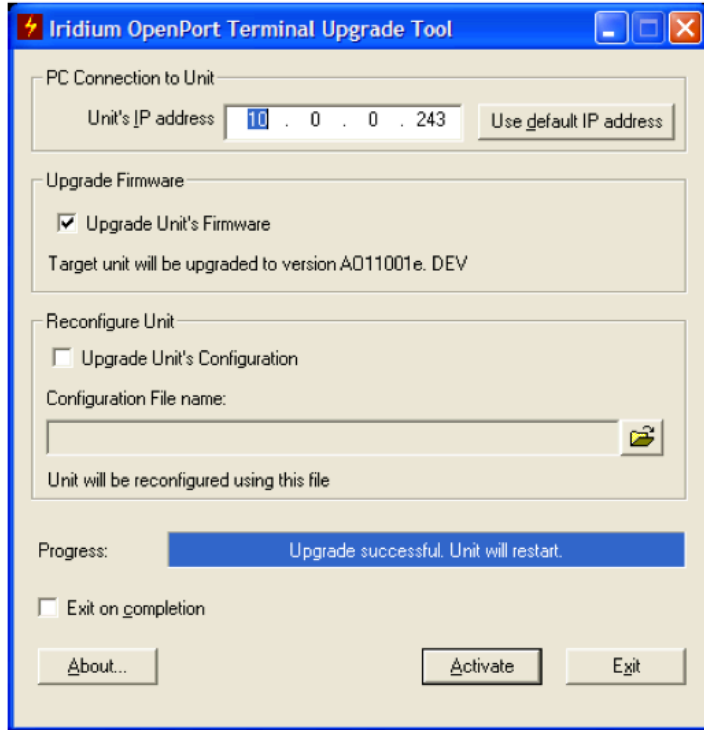 Iridium OpenPort Terminal Upgrade Tool
PC Connection to Unit
Unit's IP address 10 . 0 . 0 . 243 Use default IP address
Upgrade Firmware
Upgrade Unit's Firmware
Target unit will be upgraded to version AO11001e. DEV
Reconfigure Unit
Upgrade Unit's Configuration
Configuration File name:
Unit will be reconfigured using this file
Progress: Upgrade successful. Unit will restart.
Exit on completion
About... Activate Exit